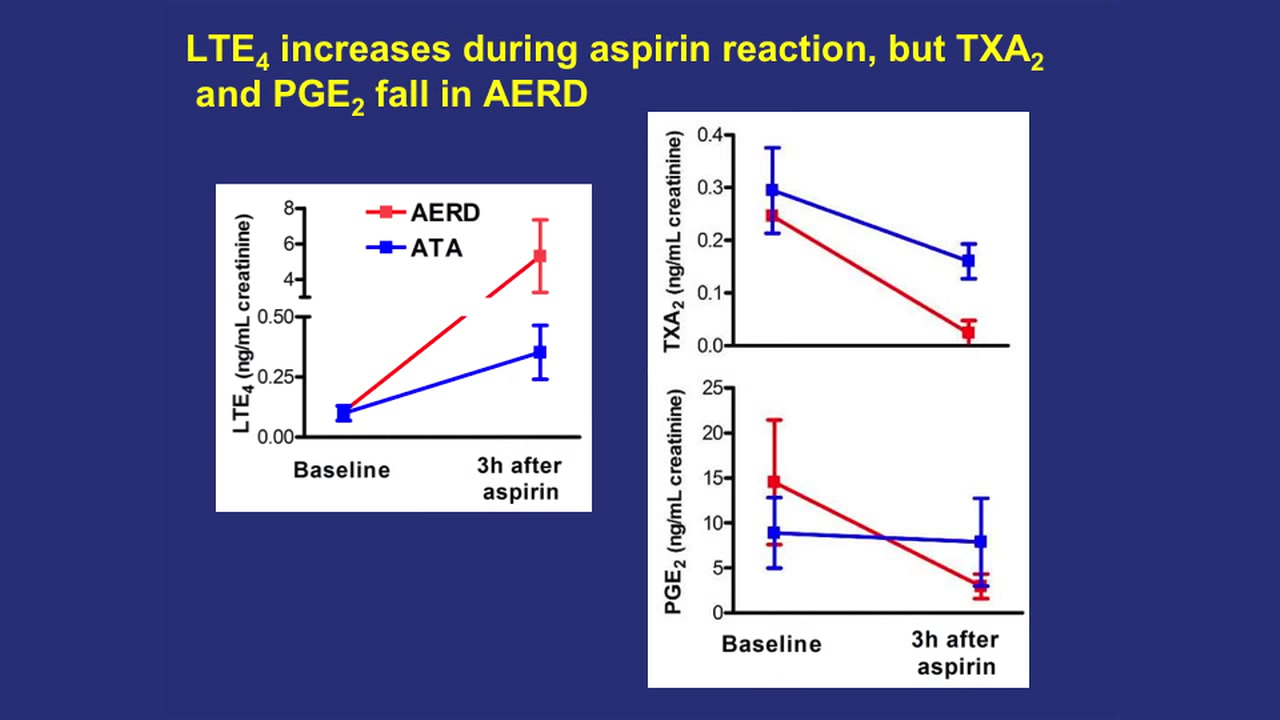 LTE₄ increases during aspirin reaction, but TXA₂
and PGE₂ fall in AERD
LTE₄ (ng/mL creatinine)
8
6
4
0.50
0.25
0.00
AERD
ATA
Baseline
3h after
aspirin
TXA₂ (ng/mL creatinine)
0.4
0.3
0.2
0.1
0.0
PGE₂ (ng/mL creatinine)
25
20
15
10
5
0
Baseline
3h after
aspirin